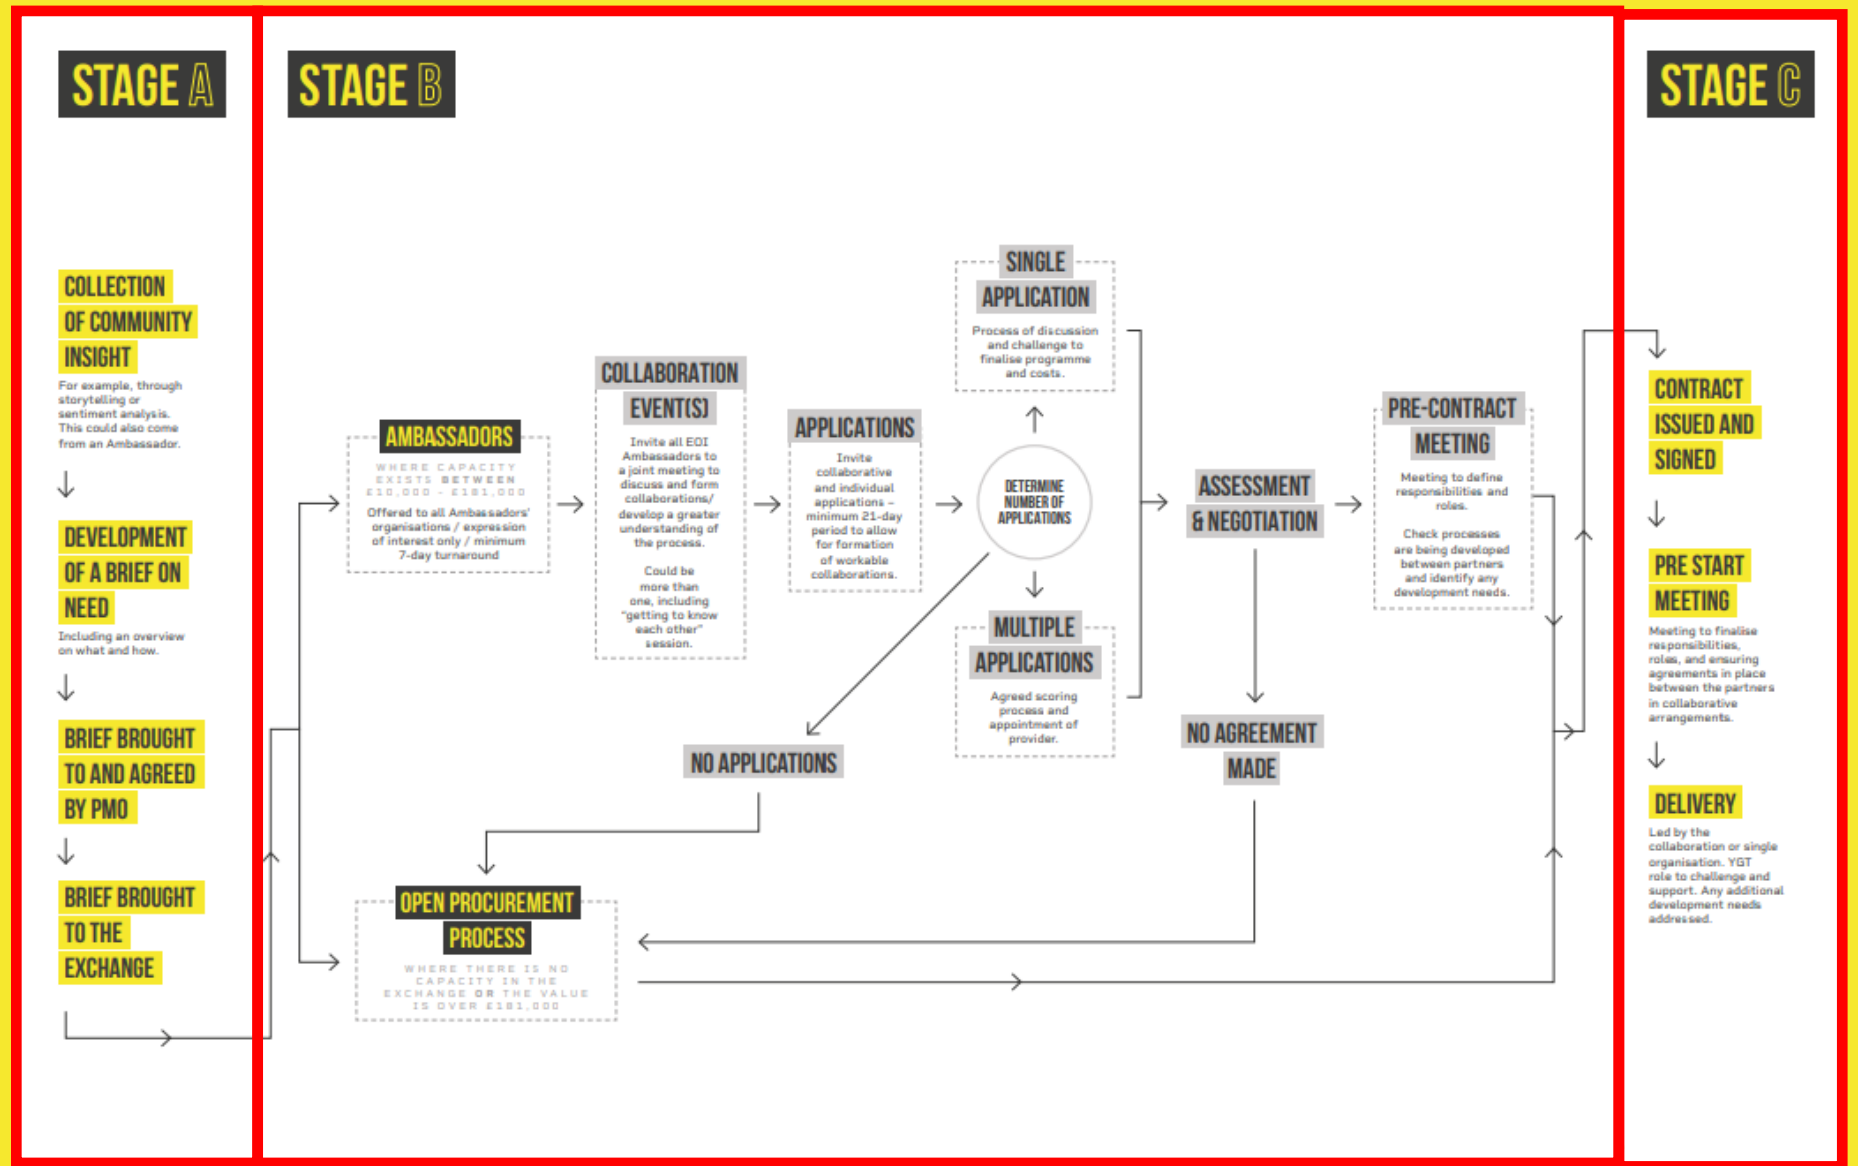 STAGE A
COLLECTION
OF COMMUNITY
INSIGHT
For example, through
storytelling or
sentiment analysis.
This could also come
from an Ambassador.
DEVELOPMENT
OF A BRIEF ON
NEED
Including an overview
on what and how.
BRIEF BROUGHT
TO AND AGREED
BY PMO
BRIEF BROUGHT
TO THE
EXCHANGE
STAGE B
AMBASSADORS
WHERE CAPACITY
EXISTS BETWEEN
£10,000 - £181,000
Offered to all Ambassadors'
organisations / expression
of interest only / minimum
7-day turnaround
COLLABORATION
EVENT(S)
Invite all EOI
Ambassadors to
a joint meeting to
discuss and form
collaborations/
develop a greater
understanding of
the process.
Could be
more than
one, including
"getting to know
each other"
session.
APPLICATIONS
Invite
collaborative
and individual
applications –
minimum 21-day
period to allow
for formation
of workable
collaborations.
DETERMINE
NUMBER OF
APPLICATIONS
SINGLE
APPLICATION
Process of discussion
and challenge to
finalise programme
and costs.
MULTIPLE
APPLICATIONS
Agreed scoring
process and
appointment of
provider.
NO APPLICATIONS
ASSESSMENT
& NEGOTIATION
NO AGREEMENT
MADE
PRE-CONTRACT
MEETING
Meeting to define
responsibilities and
roles.
Check processes
are being developed
between partners
and identify any
development needs.
OPEN PROCUREMENT
PROCESS
WHERE THERE IS NO
CAPACITY IN THE
EXCHANGE OR THE VALUE
IS OVER £181,000
STAGE C
CONTRACT
ISSUED AND
SIGNED
PRE START
MEETING
Meeting to finalise
responsibilities,
roles, and ensuring
agreements in place
between the partners
in collaborative
arrangements.
DELIVERY
Led by the
collaboration or single
organisation. YGT
role to challenge and
support. Any additional
development needs
addressed.